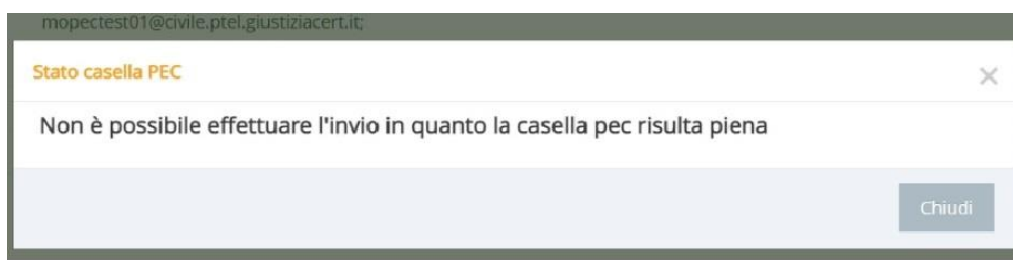 mopectest01@civile.ptel.giustiziacert.it;
Stato casella PEC
Non è possibile effettuare l'invio in quanto la casella pec risulta piena
Chiudi